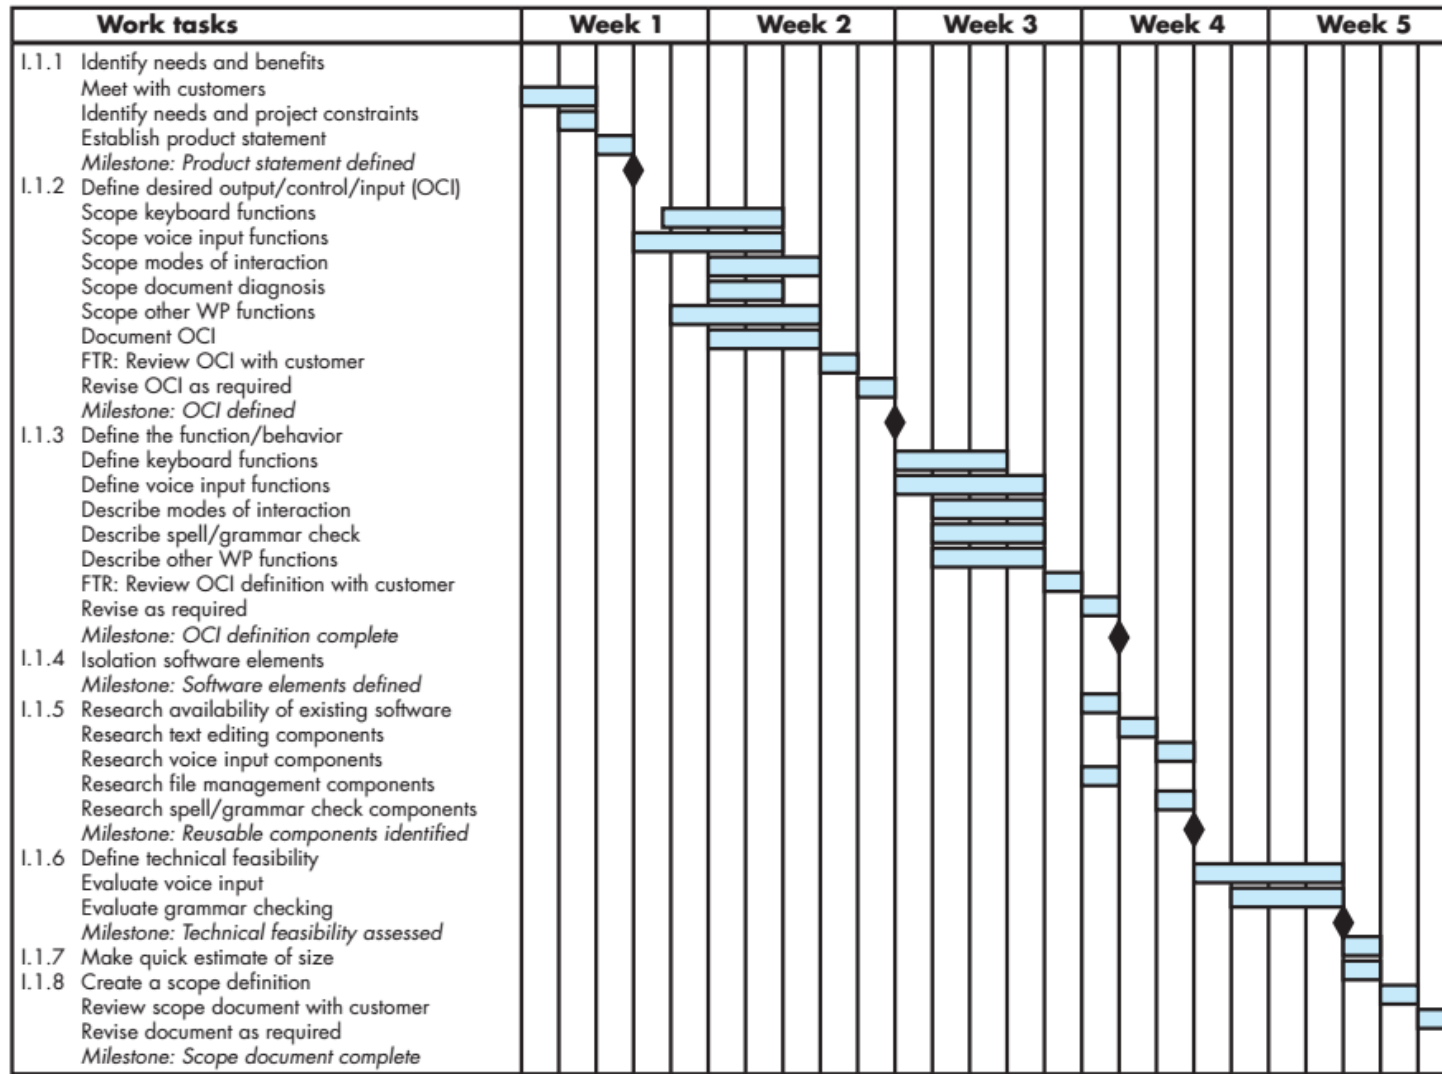 Work tasks Week 1 Week 2 Week 3 Week 4 Week 5
I.1.1 Identify needs and benefits
Meet with customers
Identify needs and project constraints
Establish product statement
Milestone: Product statement defined
I.1.2 Define desired output/control/input (OCI)
Scope keyboard functions
Scope voice input functions
Scope modes of interaction
Scope document diagnosis
Scope other WP functions
Document OCI
FTR: Review OCI with customer
Revise OCI as required
Milestone: OCI defined
I.1.3 Define the function/behavior
Define keyboard functions
Define voice input functions
Describe modes of interaction
Describe spell/grammar check
Describe other WP functions
FTR: Review OCI definition with customer
Revise as required
Milestone: OCI definition complete
I.1.4 Isolation software elements
Milestone: Software elements defined
I.1.5 Research availability of existing software
Research text editing components
Research voice input components
Research file management components
Research spell/grammar check components
Milestone: Reusable components identified
I.1.6 Define technical feasibility
Evaluate voice input
Evaluate grammar checking
Milestone: Technical feasibility assessed
I.1.7 Make quick estimate of size
I.1.8 Create a scope definition
Review scope document with customer
Revise document as required
Milestone: Scope document complete